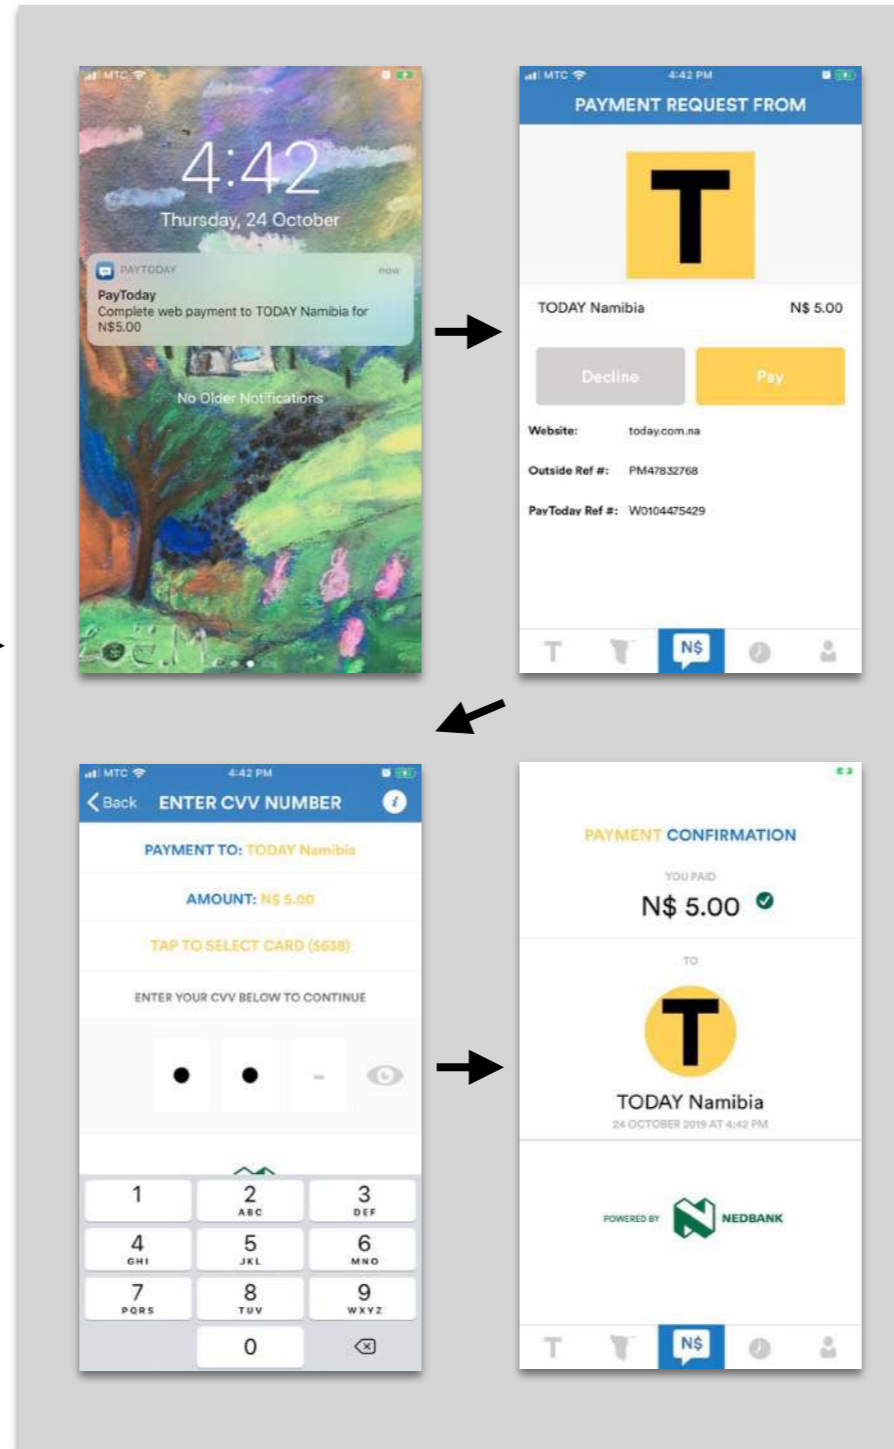 MTC
4:42
Thursday, 24 October
PAYTODAY now
PayToday
Complete web payment to TODAY Namibia for
N$5.00
No Older Notifications
MTC 4:42 PM
PAYMENT REQUEST FROM
T
TODAY Namibia N$ 5.00
Decline Pay
Website: today.com.na
Outside Ref #: PM47832768
PayToday Ref #: W0104475429
T N$
MTC 4:42 PM
Back ENTER CVV NUMBER i
PAYMENT TO: TODAY Namibia
AMOUNT: N$ 5.00
TAP TO SELECT CARD (5638)
ENTER YOUR CVV BELOW TO CONTINUE
1 2 3
ABC DEF
4 5 6
GHI JKL MNO
7 8 9
PQRS TUV WXYZ
0
PAYMENT CONFIRMATION
YOU PAID
N$ 5.00
TO
T
TODAY Namibia
24 OCTOBER 2019 AT 4:42 PM
POWERED BY NEDBANK
T N$